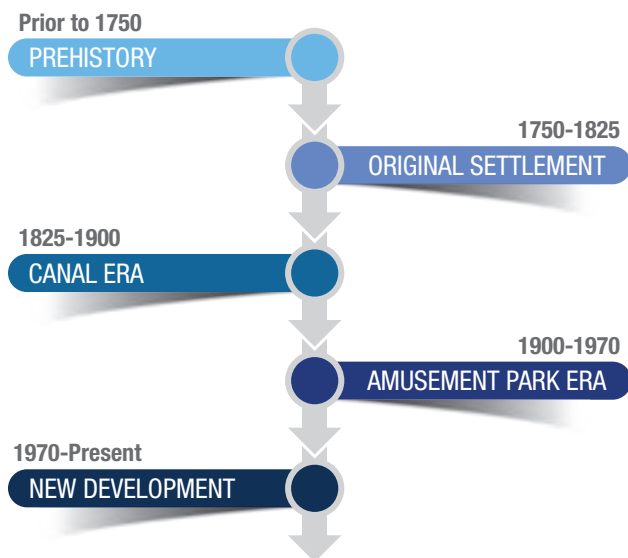 Prior to 1750
PREHISTORY
1750-1825
ORIGINAL SETTLEMENT
1825-1900
CANAL ERA
1900-1970
AMUSEMENT PARK ERA
1970-Present
NEW DEVELOPMENT